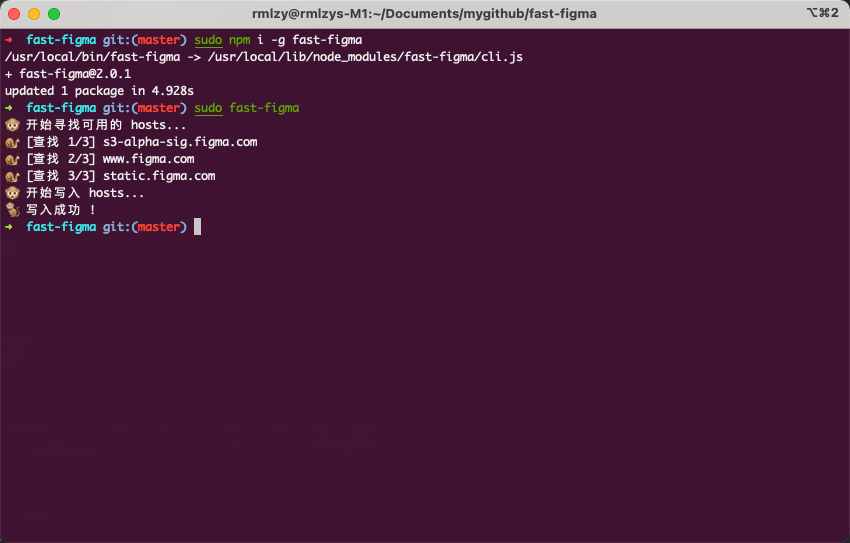 rmlzy@rmlzys-M1:~/Documents/mygithub/fast-figma ⌥⌘2
➜ fast-figma git:(master) sudo npm i -g fast-figma
/usr/local/bin/fast-figma -> /usr/local/lib/node_modules/fast-figma/cli.js
+ fast-figma@2.0.1
updated 1 package in 4.928s
➜ fast-figma git:(master) sudo fast-figma
🐵 开始寻找可用的 hosts...
🐌 [查找 1/3] s3-alpha-sig.figma.com
🐌 [查找 2/3] www.figma.com
🐌 [查找 3/3] static.figma.com
🐵 开始写入 hosts...
🐒 写入成功 !
➜ fast-figma git:(master)